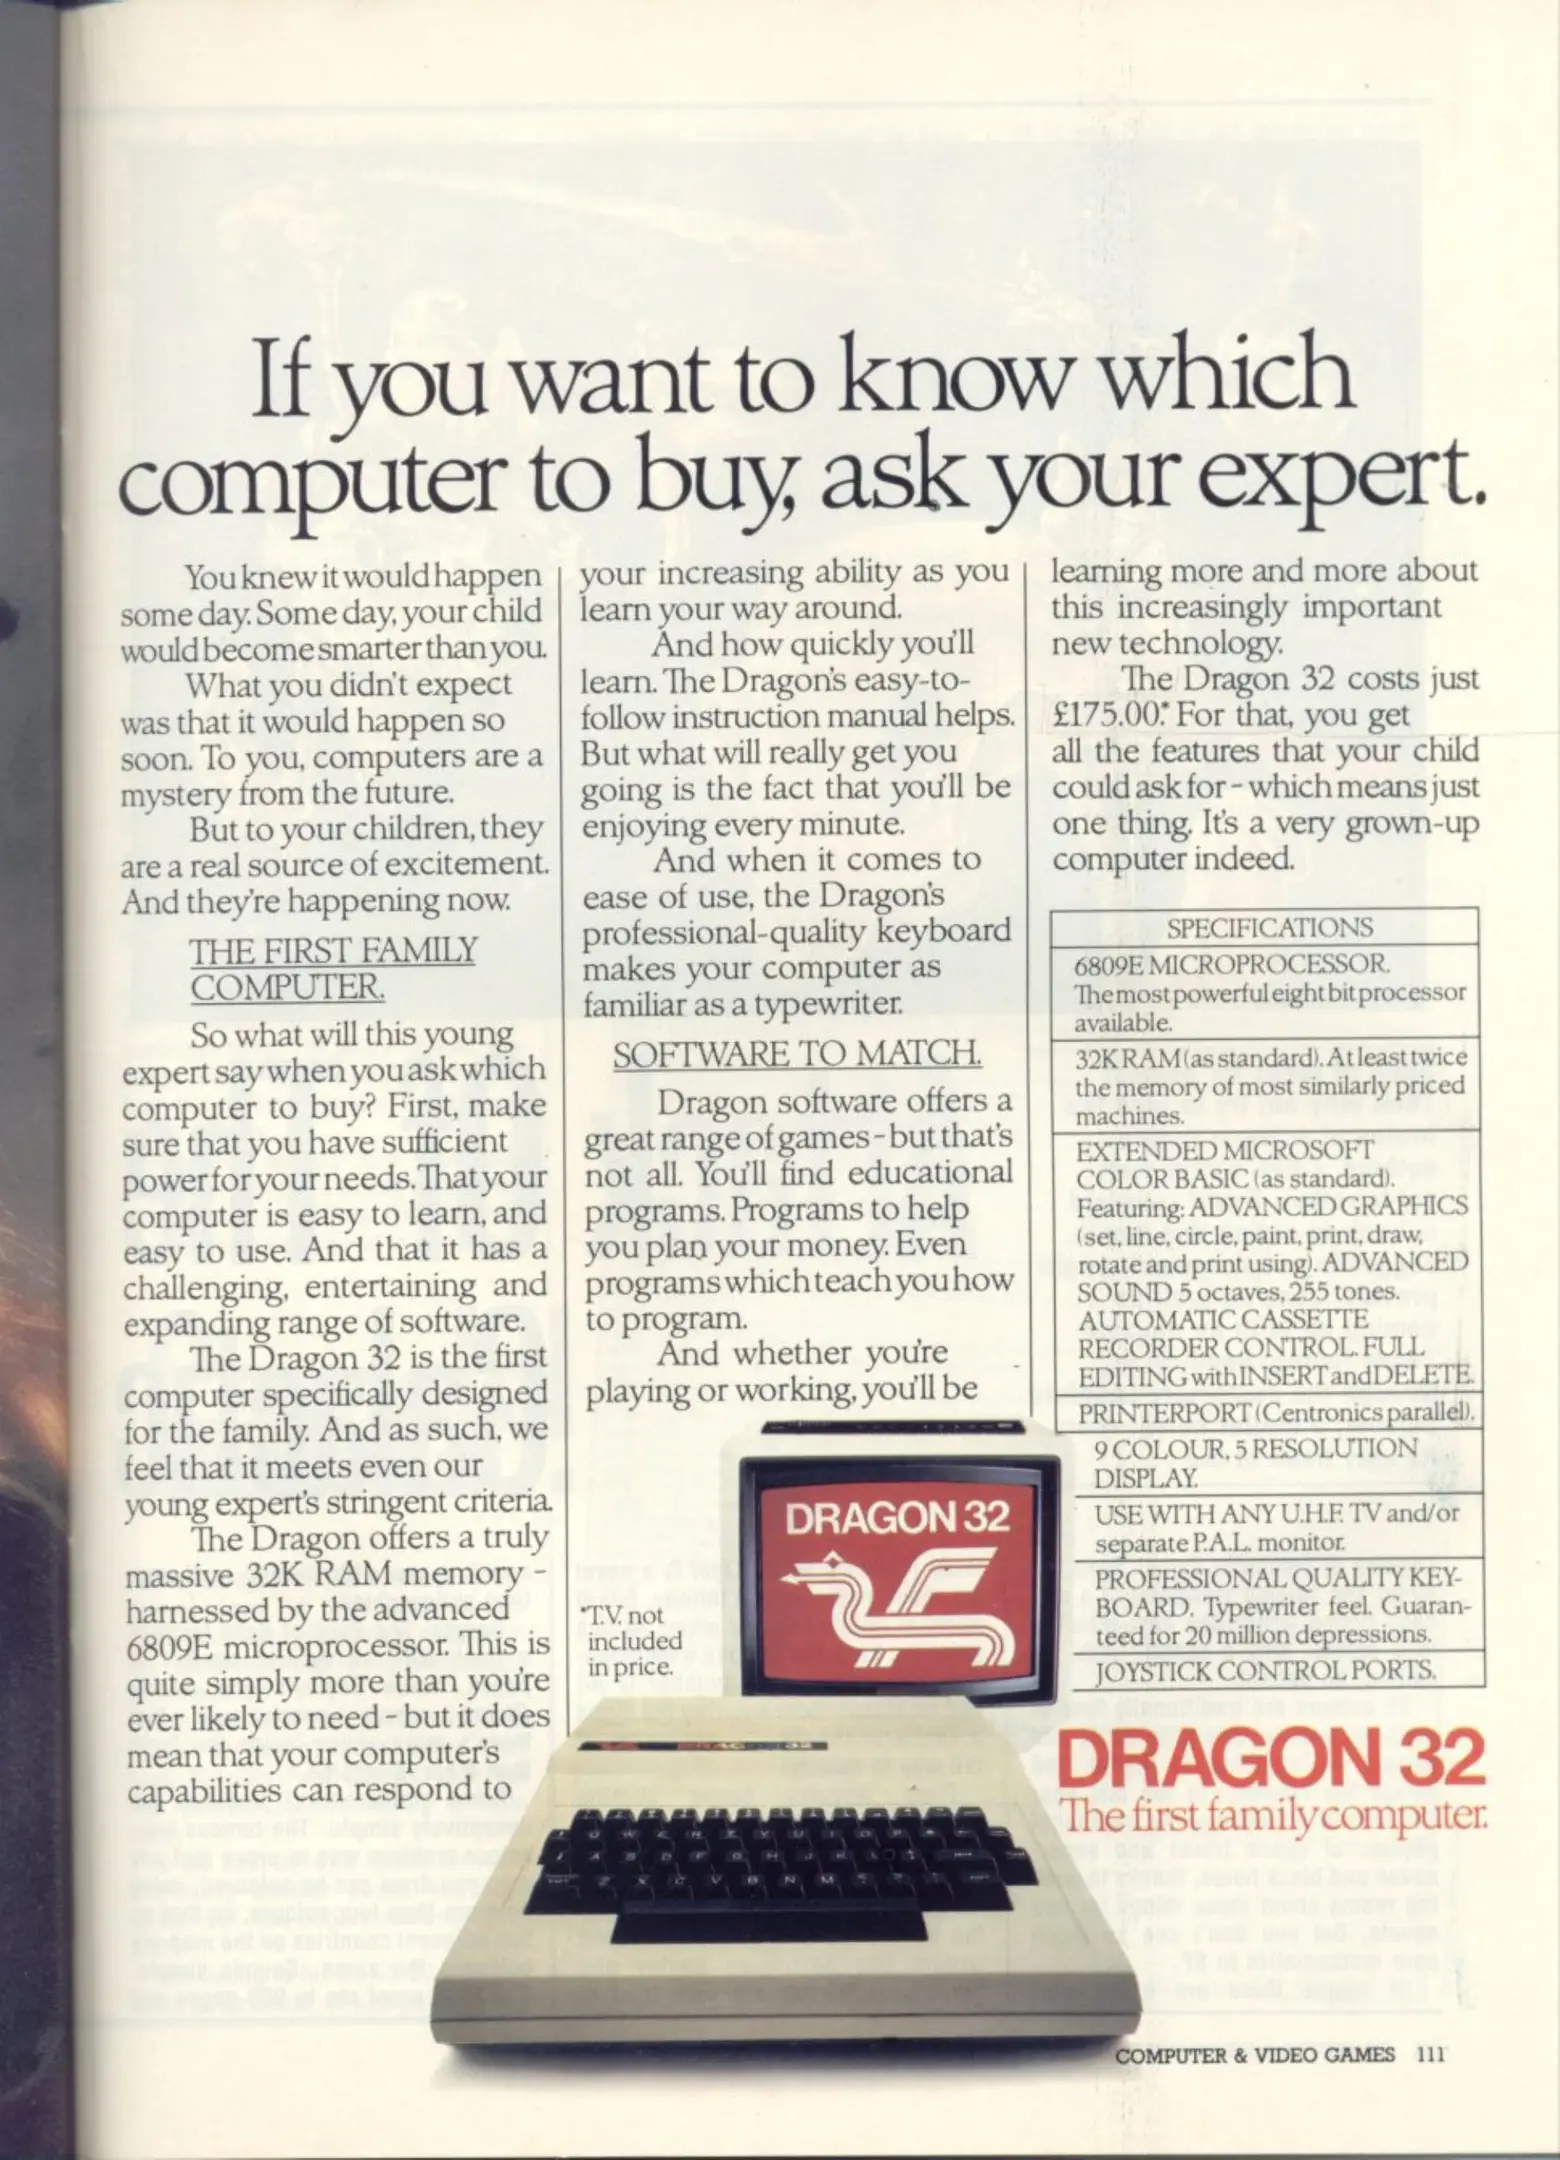 If you want to know which
computer to buy, ask your expert.
You knew it would happen
some day. Some day, your child
would become smarter than you.
What you didn't expect
was that it would happen so
soon. To you, computers are a
mystery from the future.
But to your children, they
are a real source of excitement.
And they're happening now.
THE FIRST FAMILY
COMPUTER.
So what will this young
expert say when you ask which
computer to buy? First, make
sure that you have sufficient
power for your needs. That your
computer is easy to learn, and
easy to use. And that it has a
challenging, entertaining and
expanding range of software.
The Dragon 32 is the first
computer specifically designed
for the family. And as such, we
feel that it meets even our
young expert's stringent criteria.
The Dragon offers a truly
massive 32K RAM memory -
harnessed by the advanced
6809E microprocessor. This is
quite simply more than you're
ever likely to need - but it does
mean that your computer's
capabilities can respond to
your increasing ability as you
learn your way around.
And how quickly you'll
learn. The Dragon's easy-to-
follow instruction manual helps.
But what will really get you
going is the fact that you'll be
enjoying every minute.
And when it comes to
ease of use, the Dragon's
professional-quality keyboard
makes your computer as
familiar as a typewriter.
SOFTWARE TO MATCH.
Dragon software offers a
great range of games - but that's
not all. You'll find educational
programs. Programs to help
you plan your money. Even
programs which teach you how
to program.
And whether you're
playing or working, you'll be
learning more and more about
this increasingly important
new technology.
The Dragon 32 costs just
£175.00.* For that, you get
all the features that your child
could ask for - which means just
one thing. It's a very grown-up
computer indeed.
SPECIFICATIONS
6809E MICROPROCESSOR.
The most powerful eight bit processor
available.
32K RAM (as standard). At least twice
the memory of most similarly priced
machines.
EXTENDED MICROSOFT
COLOR BASIC (as standard).
Featuring: ADVANCED GRAPHICS
(set, line, circle, paint, print, draw,
rotate and print using). ADVANCED
SOUND 5 octaves, 255 tones.
AUTOMATIC CASSETTE
RECORDER CONTROL. FULL
EDITING with INSERT and DELETE.
PRINTER PORT (Centronics parallel).
9 COLOUR, 5 RESOLUTION
DISPLAY.
USE WITH ANY U.H.F. TV and/or
separate P.A.L. monitor.
PROFESSIONAL QUALITY KEY-
BOARD. Typewriter feel. Guaran-
teed for 20 million depressions.
JOYSTICK CONTROL PORTS.
DRAGON 32
*T.V. not
included
in price.
DRAGON 32
DRAGON 32
The first family computer.
COMPUTER & VIDEO GAMES 111